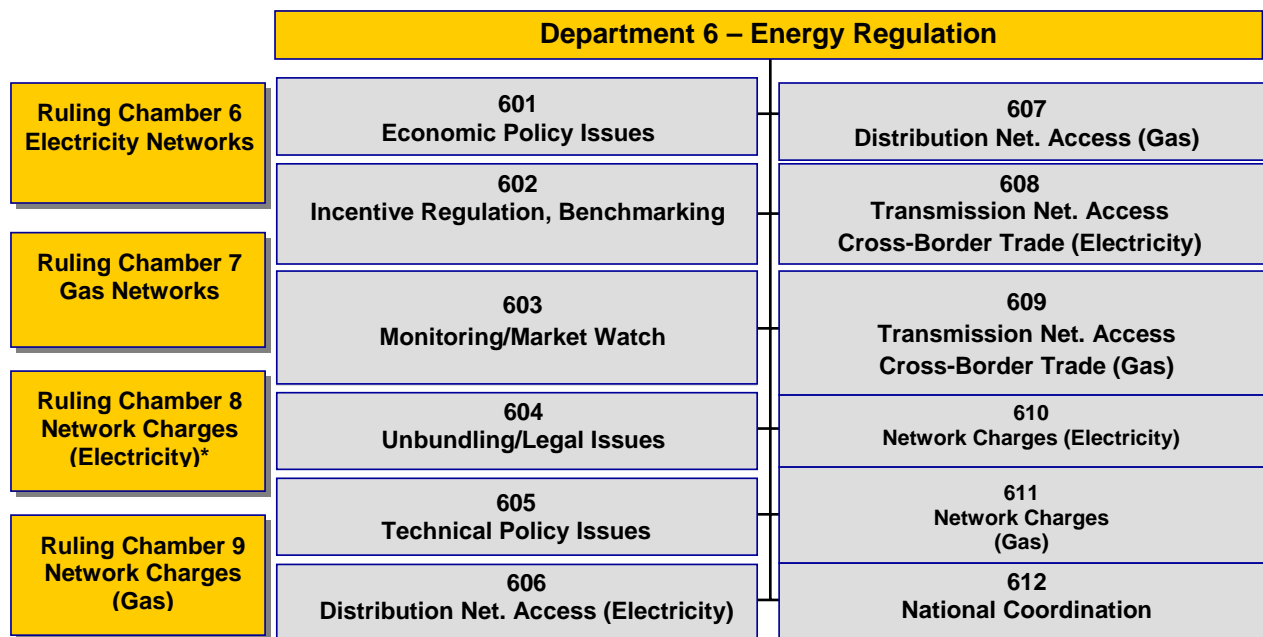 Department 6 – Energy Regulation
Ruling Chamber 6
Electricity Networks
Ruling Chamber 7
Gas Networks
Ruling Chamber 8
Network Charges
(Electricity)*
Ruling Chamber 9
Network Charges
(Gas)
601
Economic Policy Issues
602
Incentive Regulation, Benchmarking
603
Monitoring/Market Watch
604
Unbundling/Legal Issues
605
Technical Policy Issues
606
Distribution Net. Access (Electricity)
607
Distribution Net. Access (Gas)
608
Transmission Net. Access
Cross-Border Trade (Electricity)
609
Transmission Net. Access
Cross-Border Trade (Gas)
610
Network Charges (Electricity)
611
Network Charges
(Gas)
612
National Coordination